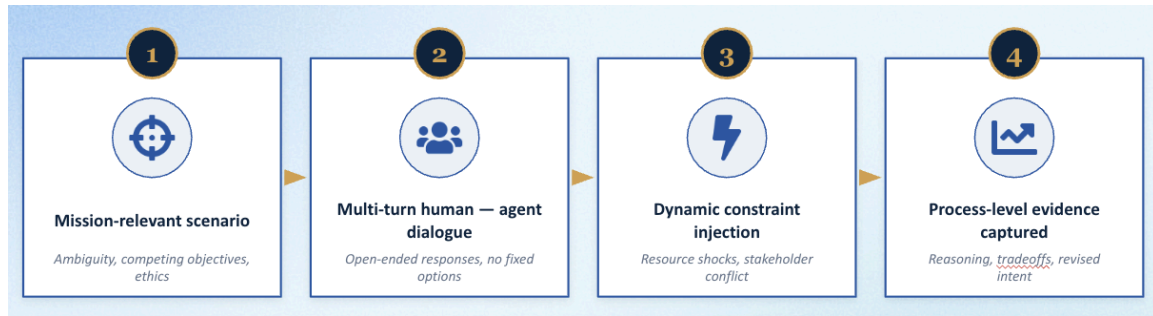 1
Mission-relevant scenario
Ambiguity, competing objectives,
ethics
2
Multi-turn human — agent
dialogue
Open-ended responses, no fixed
options
3
Dynamic constraint
injection
Resource shocks, stakeholder
conflict
4
Process-level evidence
captured
Reasoning, tradeoffs, revised
intent